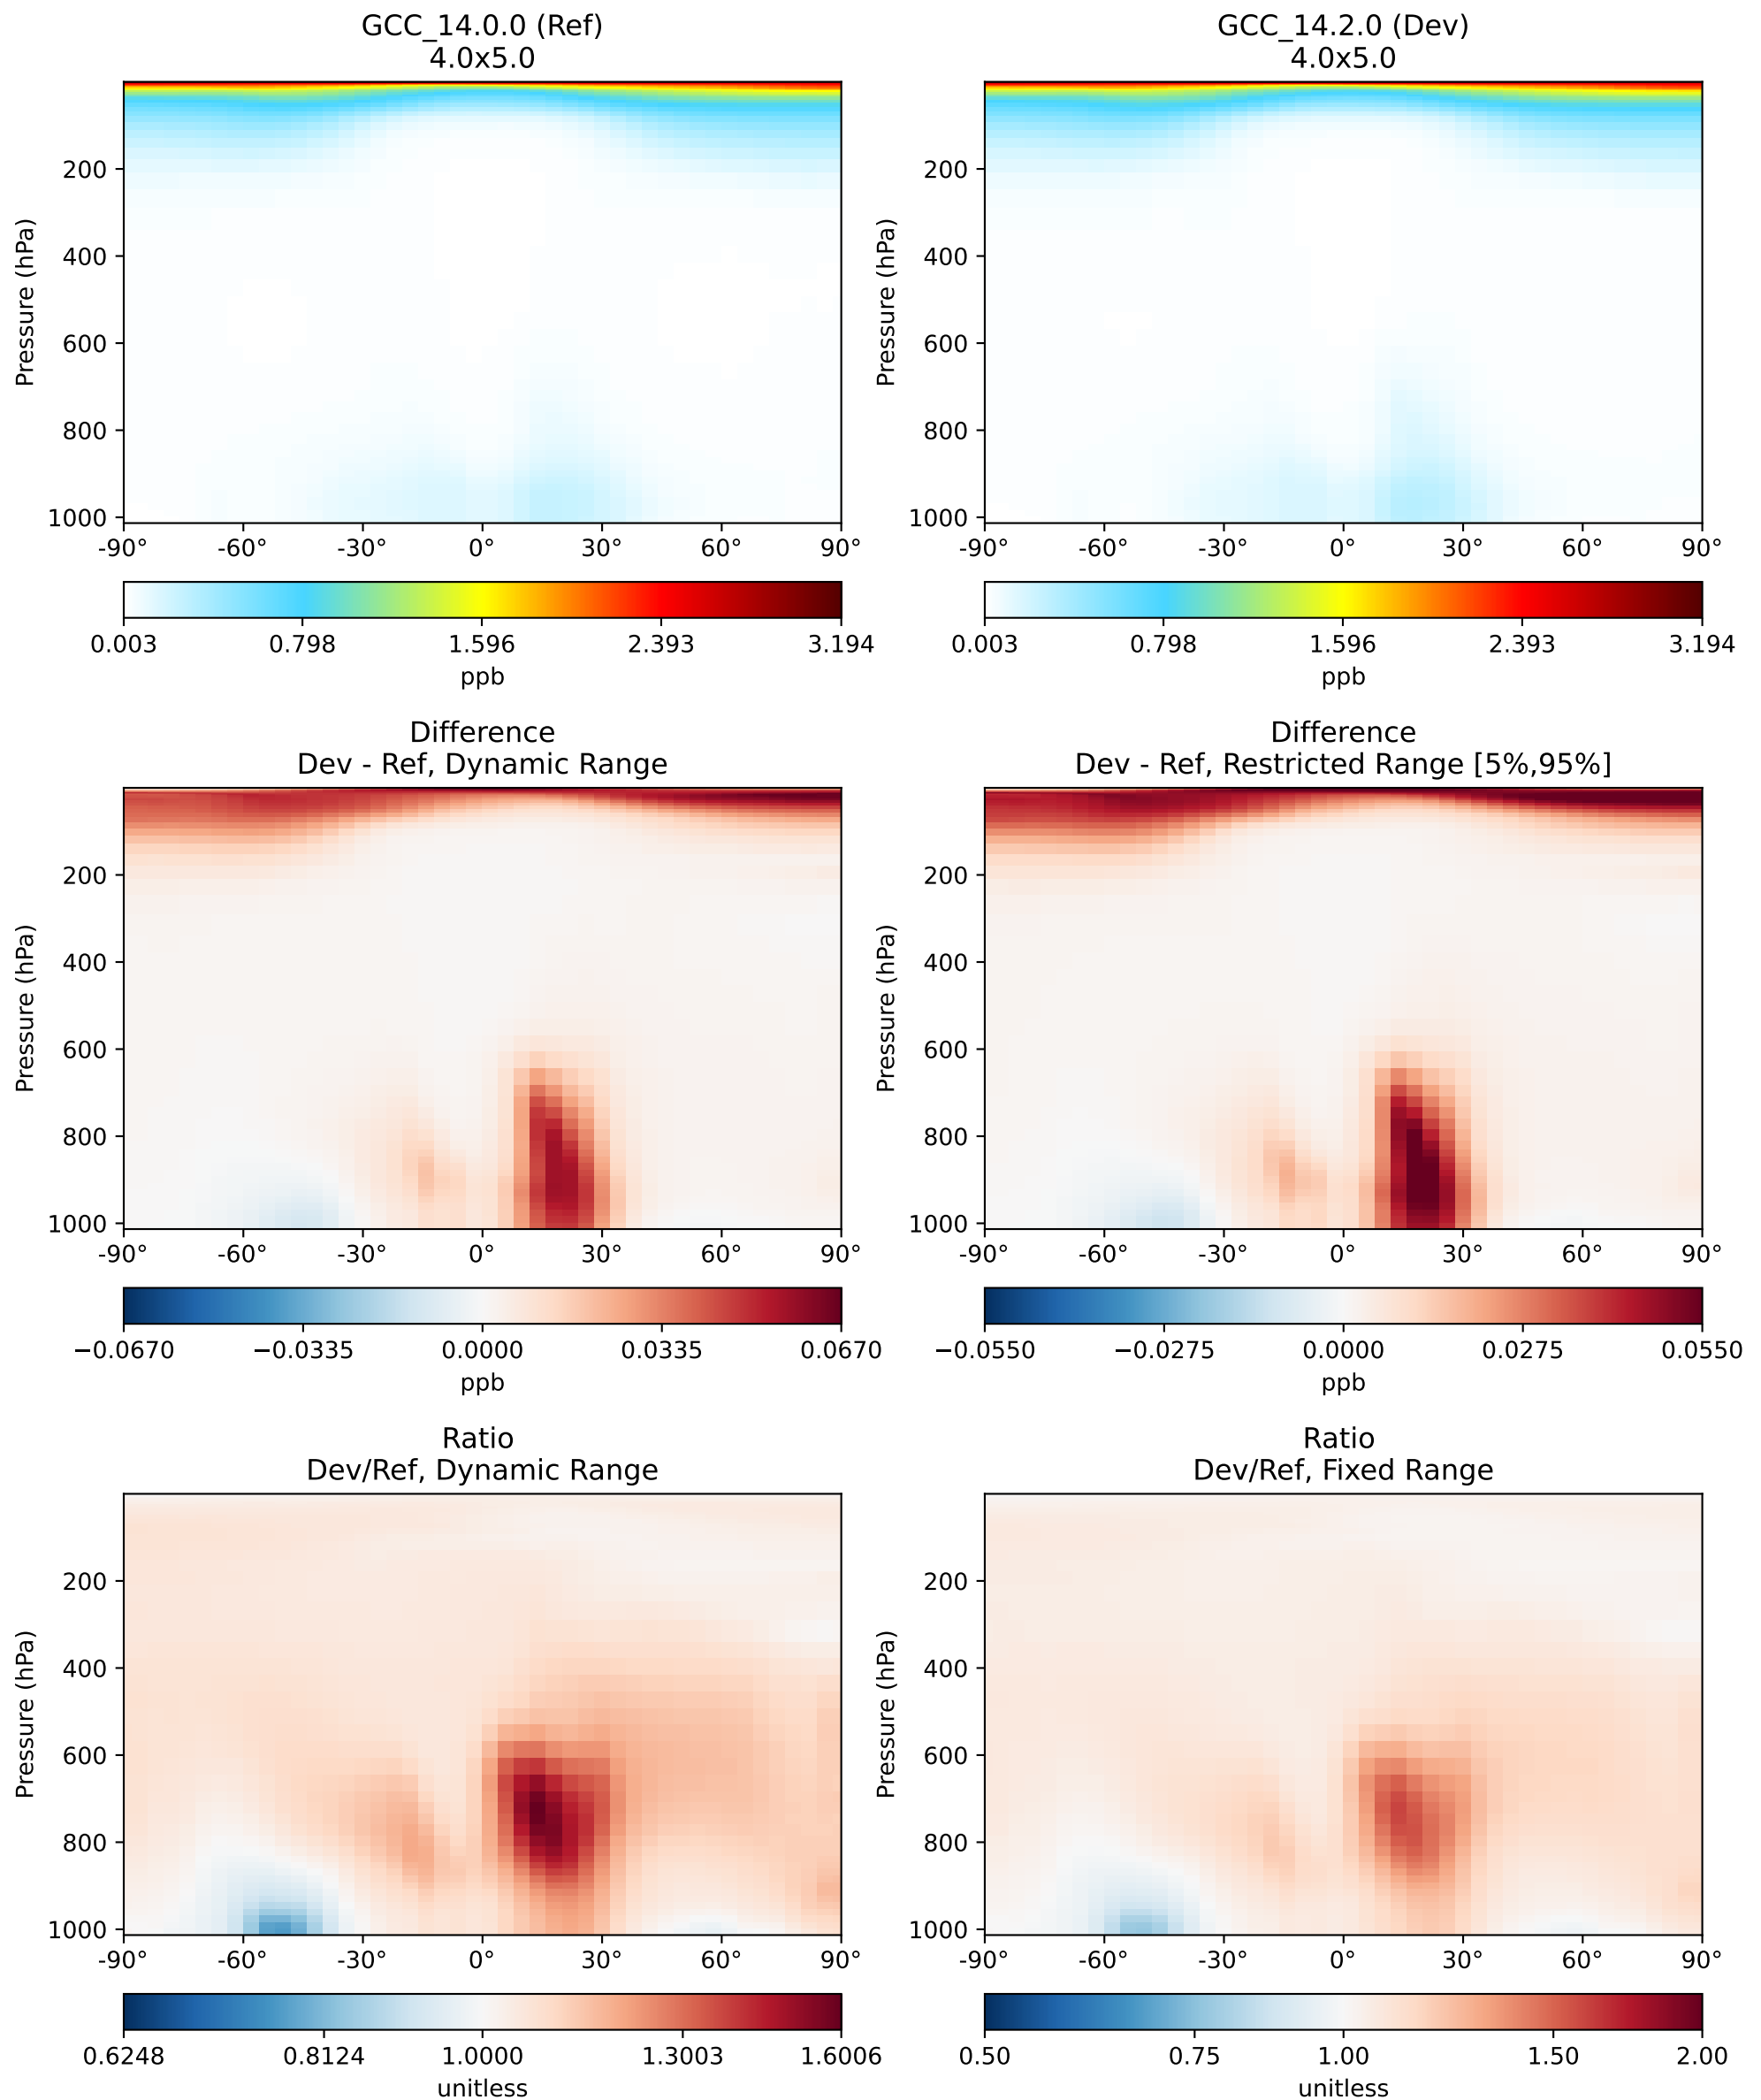 GCC_14.0.0 (Ref)
4.0x5.0
GCC_14.2.0 (Dev)
4.0x5.0
Pressure (hPa)
200
400
600
800
1000
-90° -60° -30° 0° 30° 60° 90°
0.003 0.798 1.596 2.393 3.194
ppb
Pressure (hPa)
200
400
600
800
1000
-90° -60° -30° 0° 30° 60° 90°
0.003 0.798 1.596 2.393 3.194
ppb
Difference
Dev - Ref, Dynamic Range
Difference
Dev - Ref, Restricted Range [5%,95%]
Pressure (hPa)
200
400
600
800
1000
-90° -60° -30° 0° 30° 60° 90°
−0.0670 −0.0335 0.0000 0.0335 0.0670
ppb
Pressure (hPa)
200
400
600
800
1000
-90° -60° -30° 0° 30° 60° 90°
−0.0550 −0.0275 0.0000 0.0275 0.0550
ppb
Ratio
Dev/Ref, Dynamic Range
Ratio
Dev/Ref, Fixed Range
Pressure (hPa)
200
400
600
800
1000
-90° -60° -30° 0° 30° 60° 90°
0.6248 0.8124 1.0000 1.3003 1.6006
unitless
Pressure (hPa)
200
400
600
800
1000
-90° -60° -30° 0° 30° 60° 90°
0.50 0.75 1.00 1.50 2.00
unitless